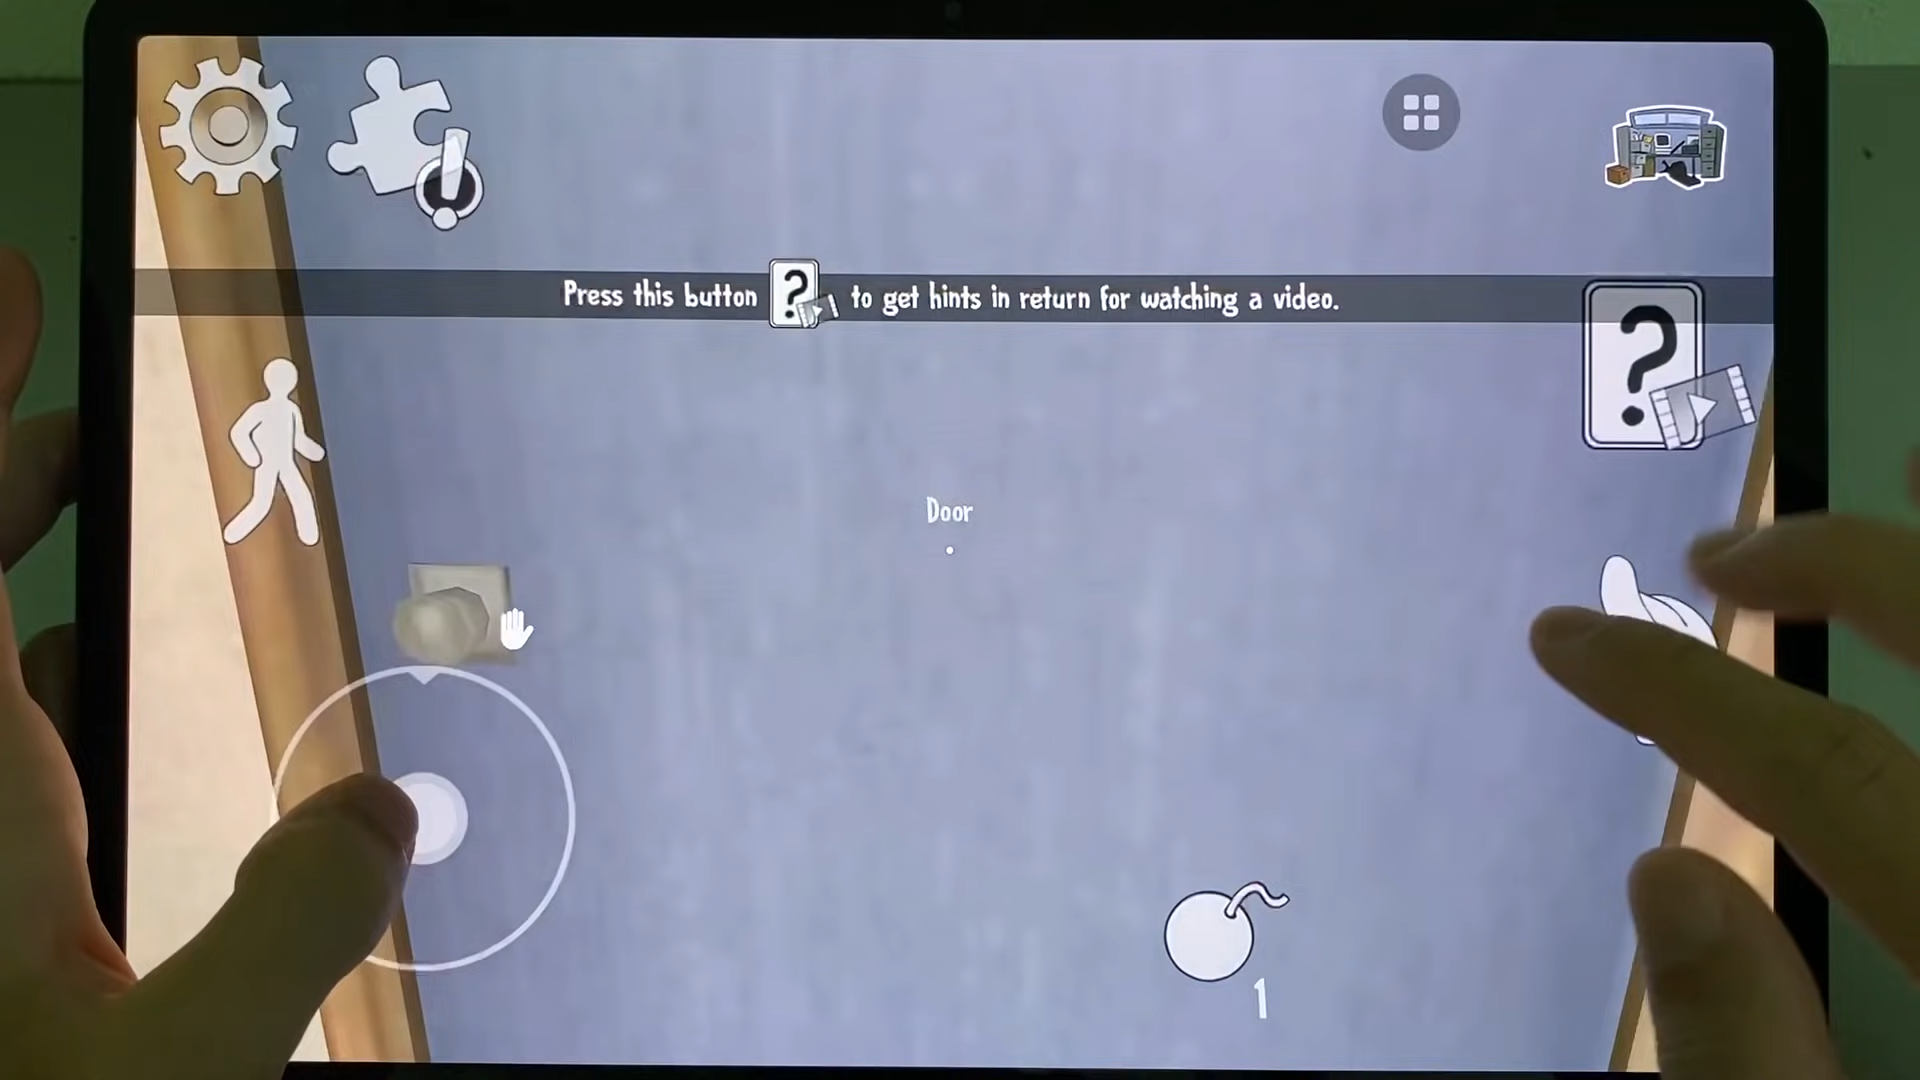 Press this button ? to get hints in return for watching a video.
?
Door
1